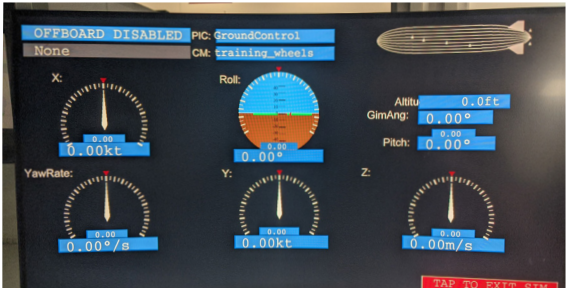 OFFBOARD DISABLED PIC: GroundControl
None CM: training_wheels
X: Roll:
0.00
0.00kt
0.00
0.00°
Altitu 0.0ft
GimAng: 0.00°
0.00
Pitch: 0.00°
YawRate: Y: Z:
0.00 0.00 0.00
0.00°/s 0.00kt 0.00m/s
TAP TO EXIT SIM